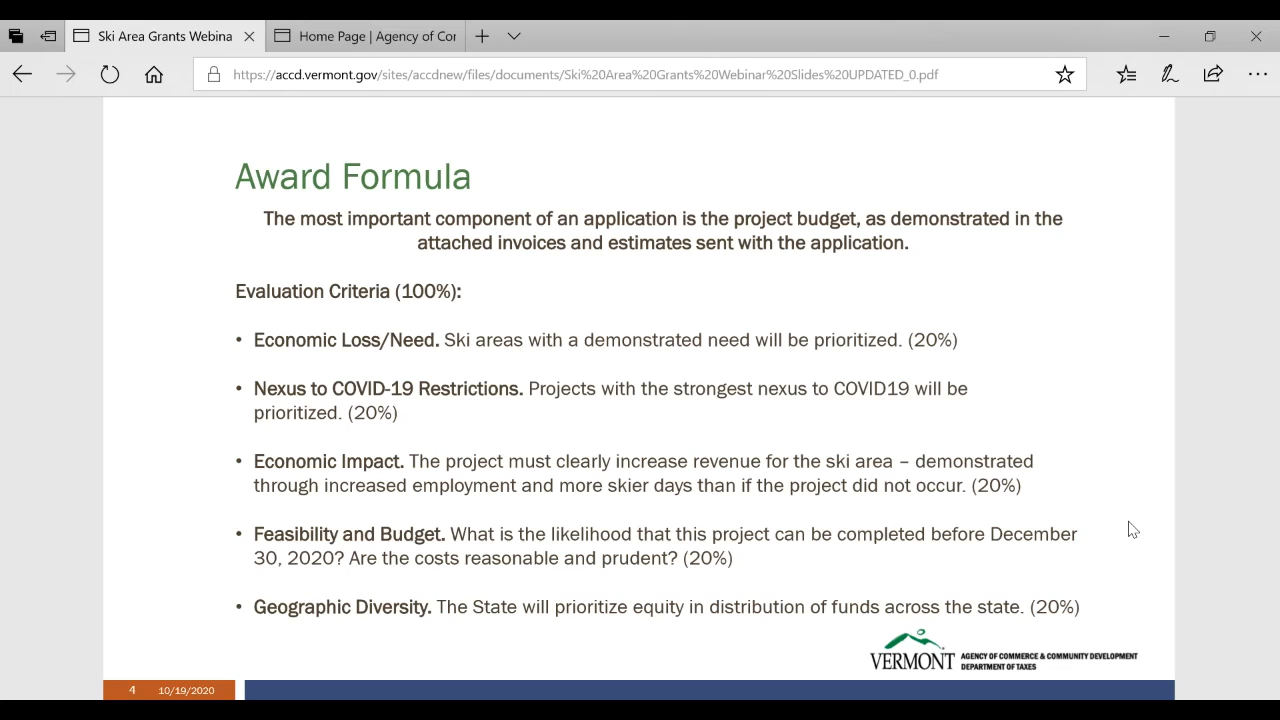 Ski Area Grants Webina
Home Page | Agency of Cor
https://accd.vermont.gov/sites/accdnew/files/documents/Ski%20Area%20Grants%20Webinar%20Slides%20UPDATED_0.pdf
Award Formula
The most important component of an application is the project budget, as demonstrated in the
attached invoices and estimates sent with the application.
Evaluation Criteria (100%):
• Economic Loss/Need. Ski areas with a demonstrated need will be prioritized. (20%)
• Nexus to COVID-19 Restrictions. Projects with the strongest nexus to COVID19 will be
prioritized. (20%)
• Economic Impact. The project must clearly increase revenue for the ski area – demonstrated
through increased employment and more skier days than if the project did not occur. (20%)
• Feasibility and Budget. What is the likelihood that this project can be completed before December
30, 2020? Are the costs reasonable and prudent? (20%)
• Geographic Diversity. The State will prioritize equity in distribution of funds across the state. (20%)
VERMONT AGENCY OF COMMERCE & COMMUNITY DEVELOPMENT
DEPARTMENT OF TAXES
4 10/19/2020